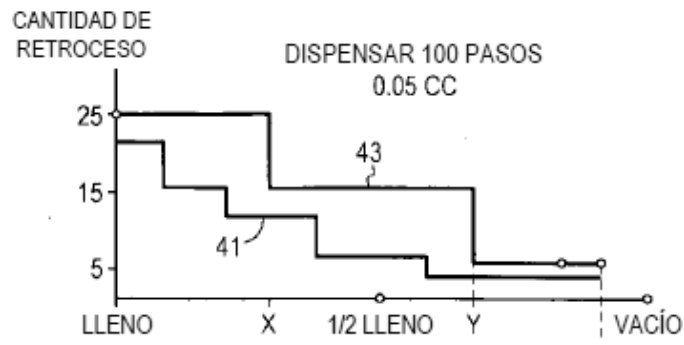 CANTIDAD DE
RETROCESO
DISPENSAR 100 PASOS
0.05 CC
25
15
5
43
41
LLENO X 1/2 LLENO Y VACÍO